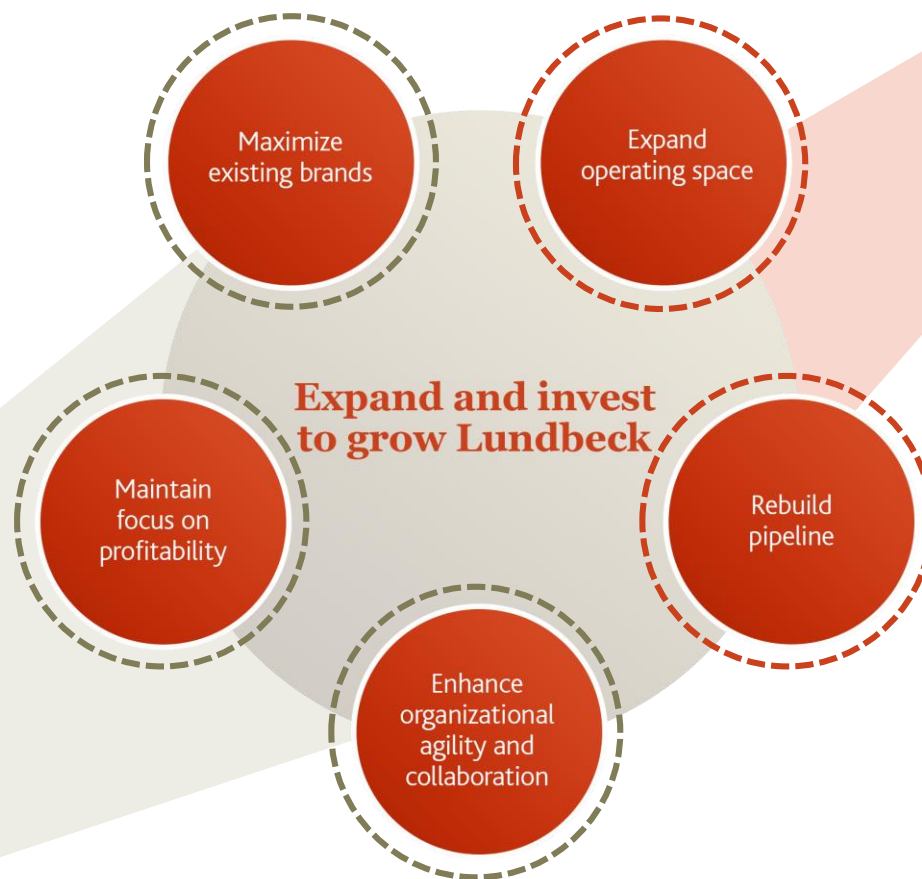 Maximize
existing brands
Expand
operating space
Expand and invest
to grow Lundbeck
Maintain
focus on
profitability
Rebuild
pipeline
Enhance
organizational
agility and
collaboration